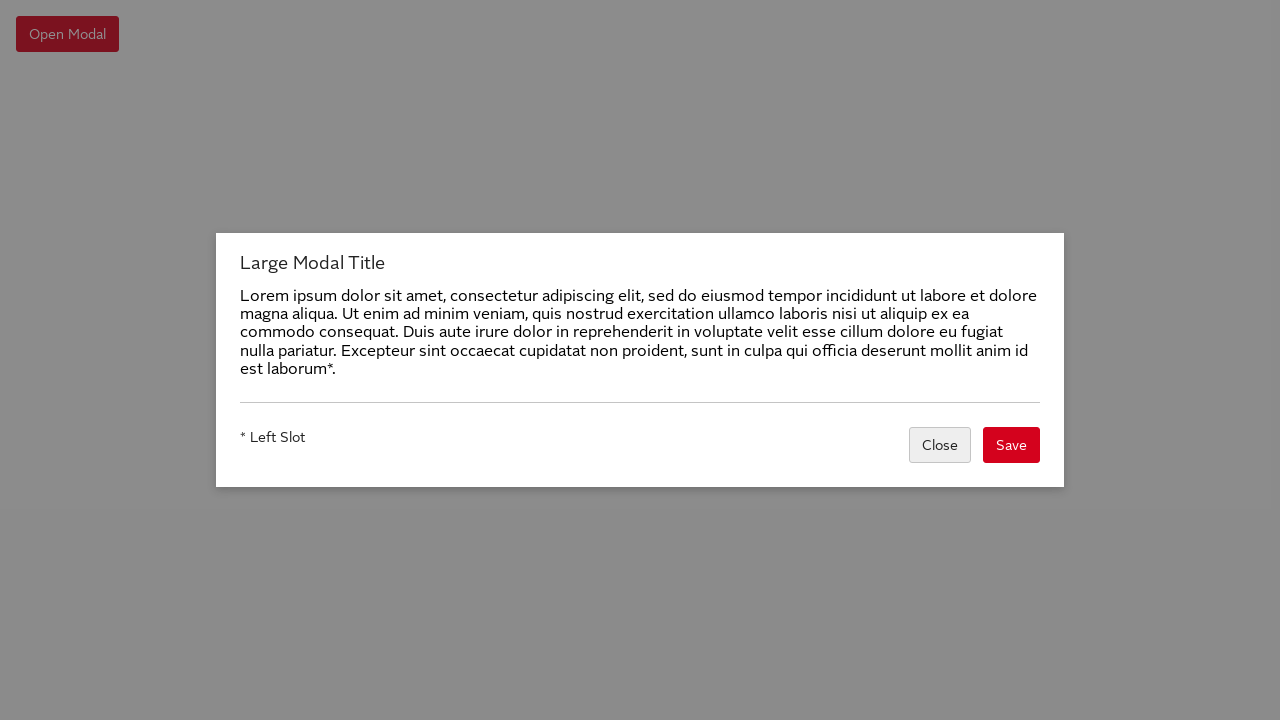 Open Modal
Large Modal Title
Lorem ipsum dolor sit amet, consectetur adipiscing elit, sed do eiusmod tempor incididunt ut labore et dolore
magna aliqua. Ut enim ad minim veniam, quis nostrud exercitation ullamco laboris nisi ut aliquip ex ea
commodo consequat. Duis aute irure dolor in reprehenderit in voluptate velit esse cillum dolore eu fugiat
nulla pariatur. Excepteur sint occaecat cupidatat non proident, sunt in culpa qui officia deserunt mollit anim id
est laborum*.
* Left Slot
Close
Save